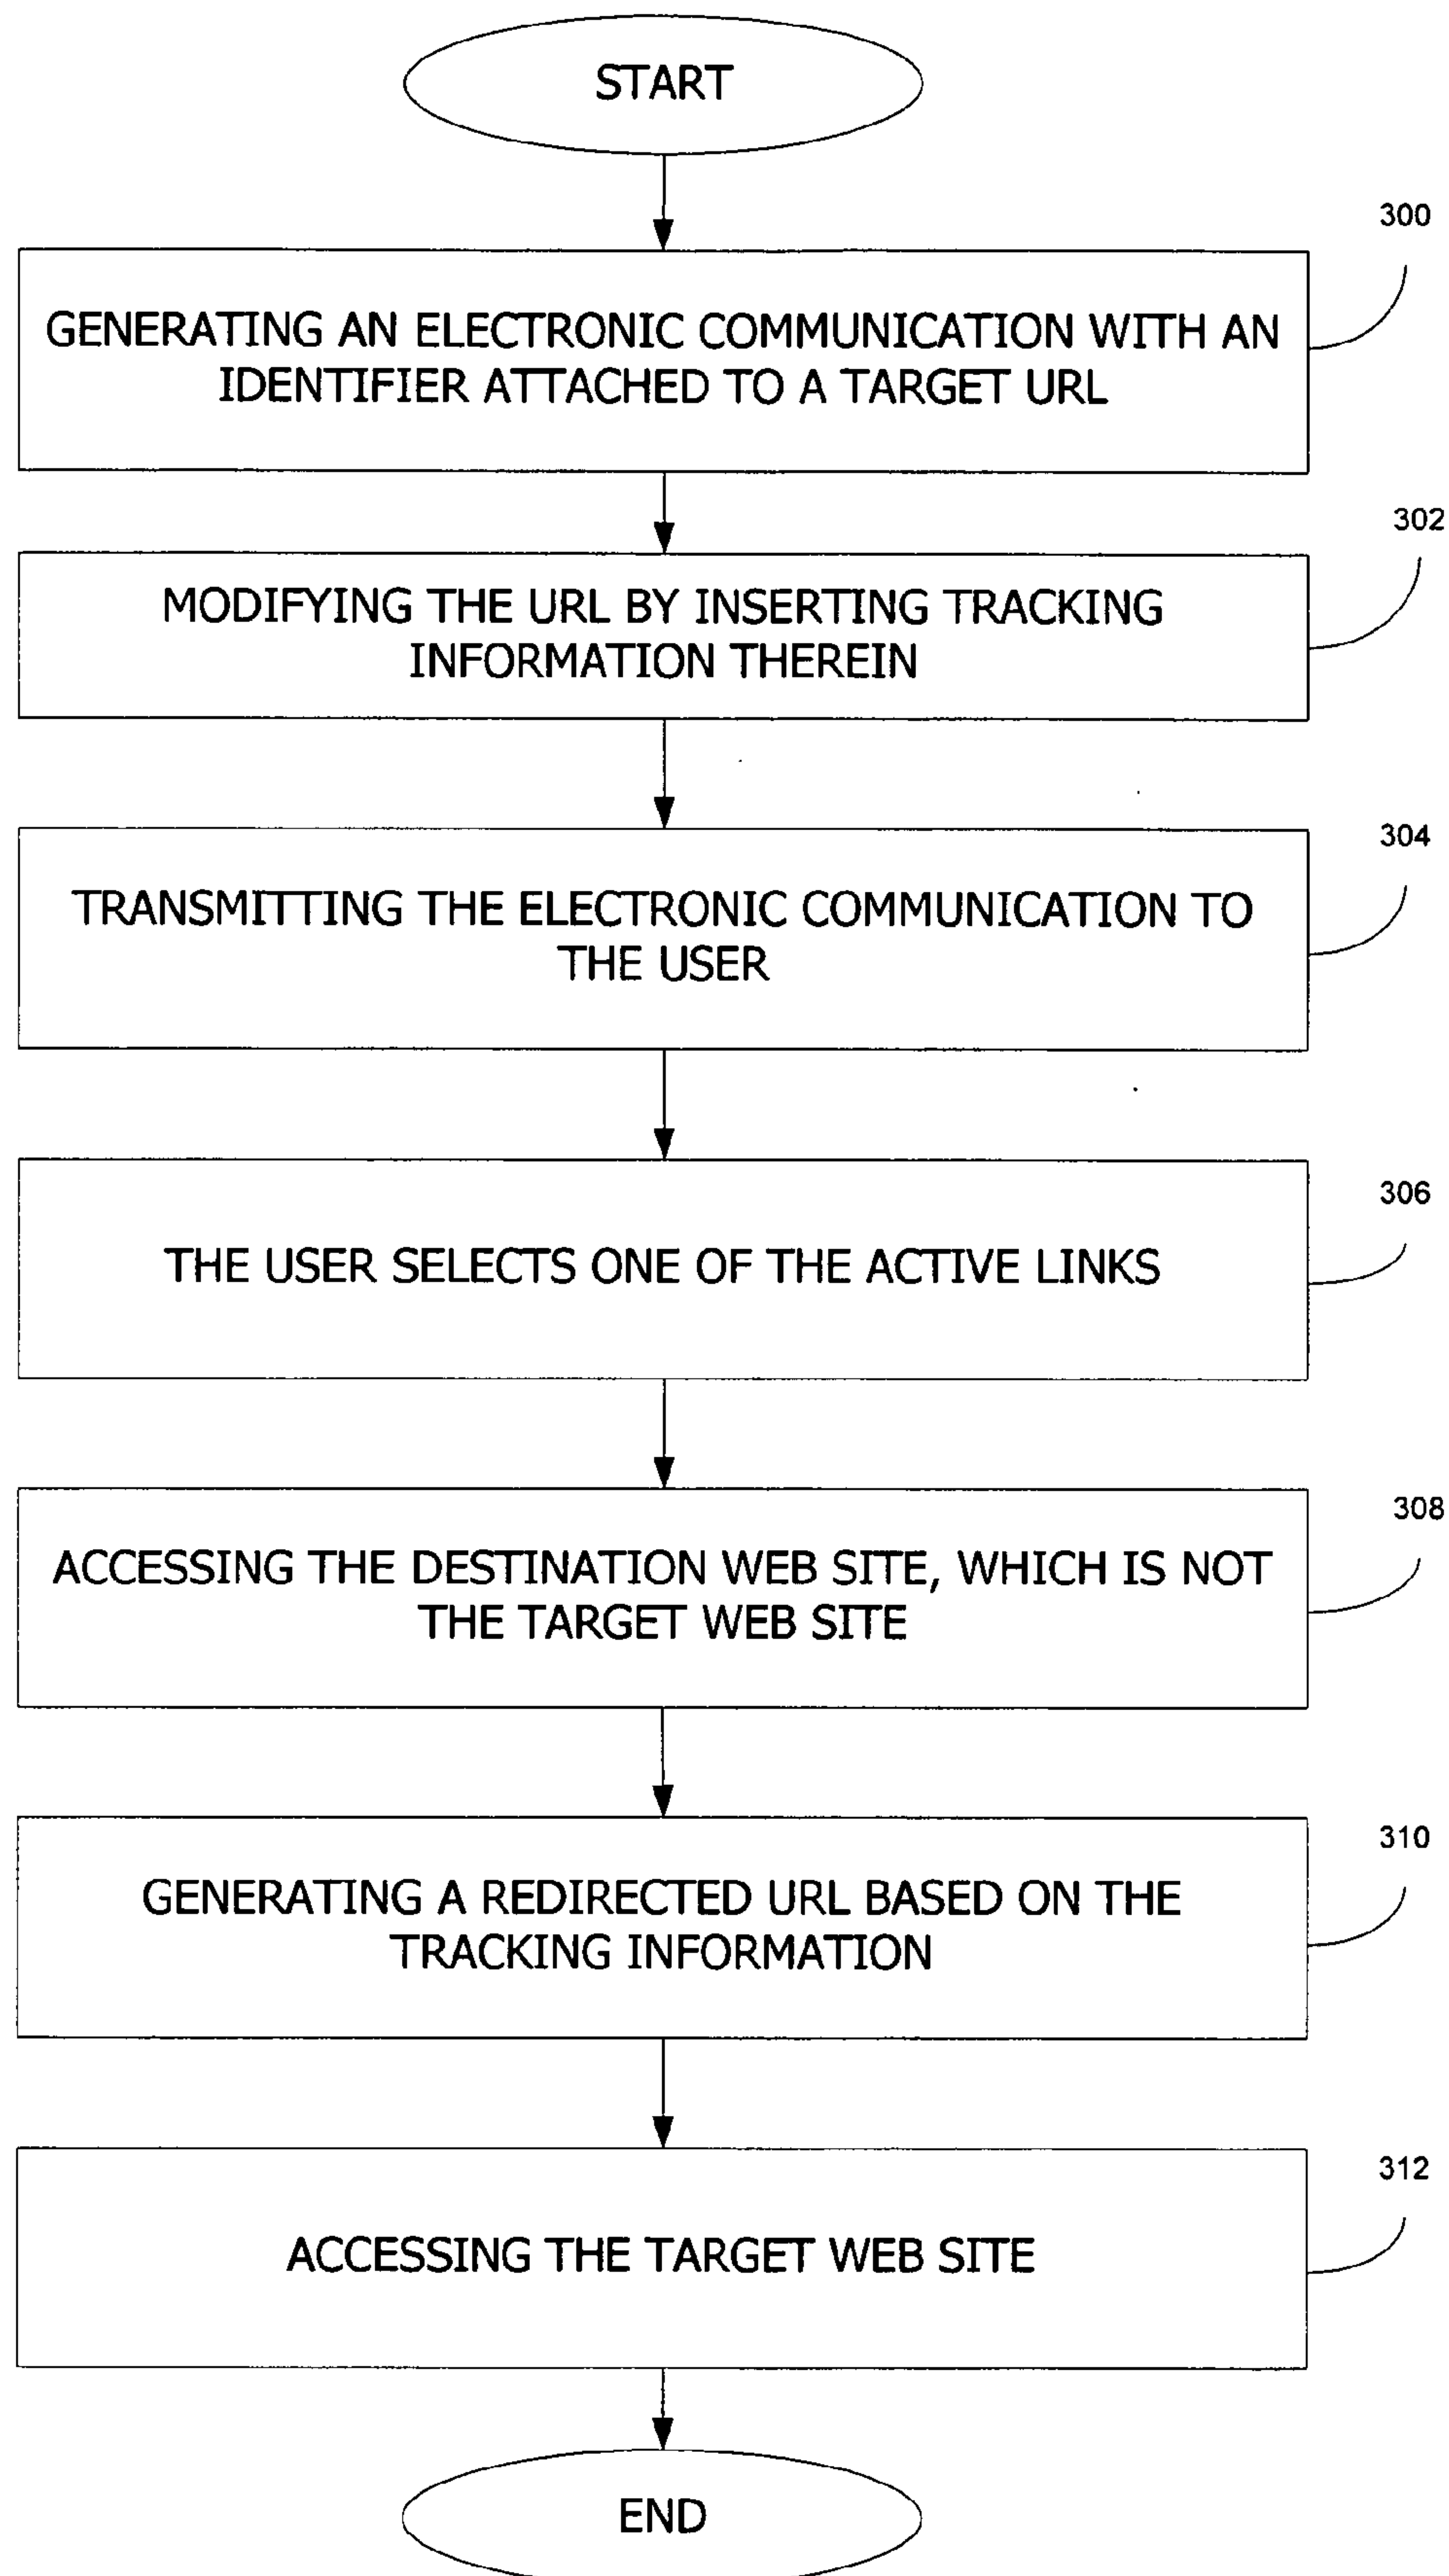 START
300
GENERATING AN ELECTRONIC COMMUNICATION WITH AN
IDENTIFIER ATTACHED TO A TARGET URL
302
MODIFYING THE URL BY INSERTING TRACKING
INFORMATION THEREIN
304
TRANSMITTING THE ELECTRONIC COMMUNICATION TO
THE USER
306
THE USER SELECTS ONE OF THE ACTIVE LINKS
308
ACCESSING THE DESTINATION WEB SITE, WHICH IS NOT
THE TARGET WEB SITE
310
GENERATING A REDIRECTED URL BASED ON THE
TRACKING INFORMATION
312
ACCESSING THE TARGET WEB SITE
END